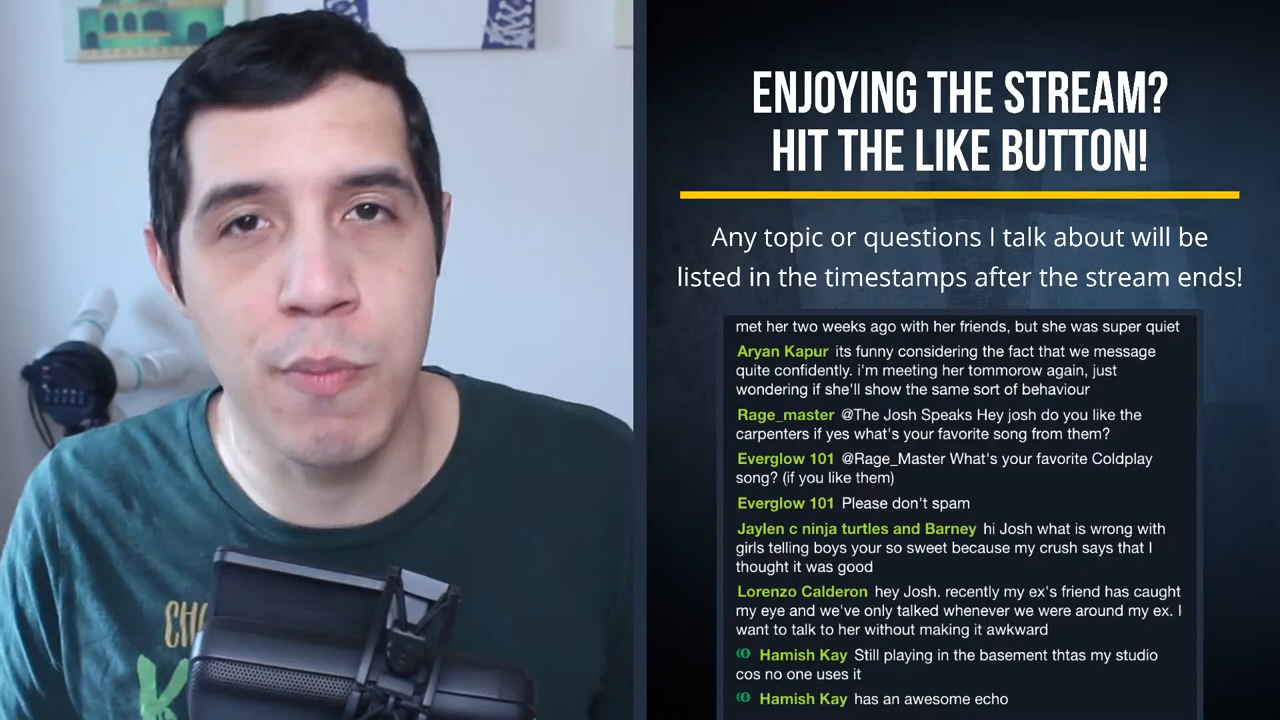 ENJOYING THE STREAM?
HIT THE LIKE BUTTON!
Any topic or questions I talk about will be
listed in the timestamps after the stream ends!
met her two weeks ago with her friends, but she was super quiet
Aryan Kapur its funny considering the fact that we message
quite confidently. i'm meeting her tommorow again, just
wondering if she'll show the same sort of behaviour
Rage_master @The Josh Speaks Hey josh do you like the
carpenters if yes what's your favorite song from them?
Everglow 101 @Rage_Master What's your favorite Coldplay
song? (if you like them)
Everglow 101 Please don't spam
Jaylen c ninja turtles and Barney hi Josh what is wrong with
girls telling boys your so sweet because my crush says that I
thought it was good
Lorenzo Calderon hey Josh. recently my ex's friend has caught
my eye and we've only talked whenever we were around my ex. I
want to talk to her without making it awkward
Hamish Kay Still playing in the basement thtas my studio
cos no one uses it
Hamish Kay has an awesome echo